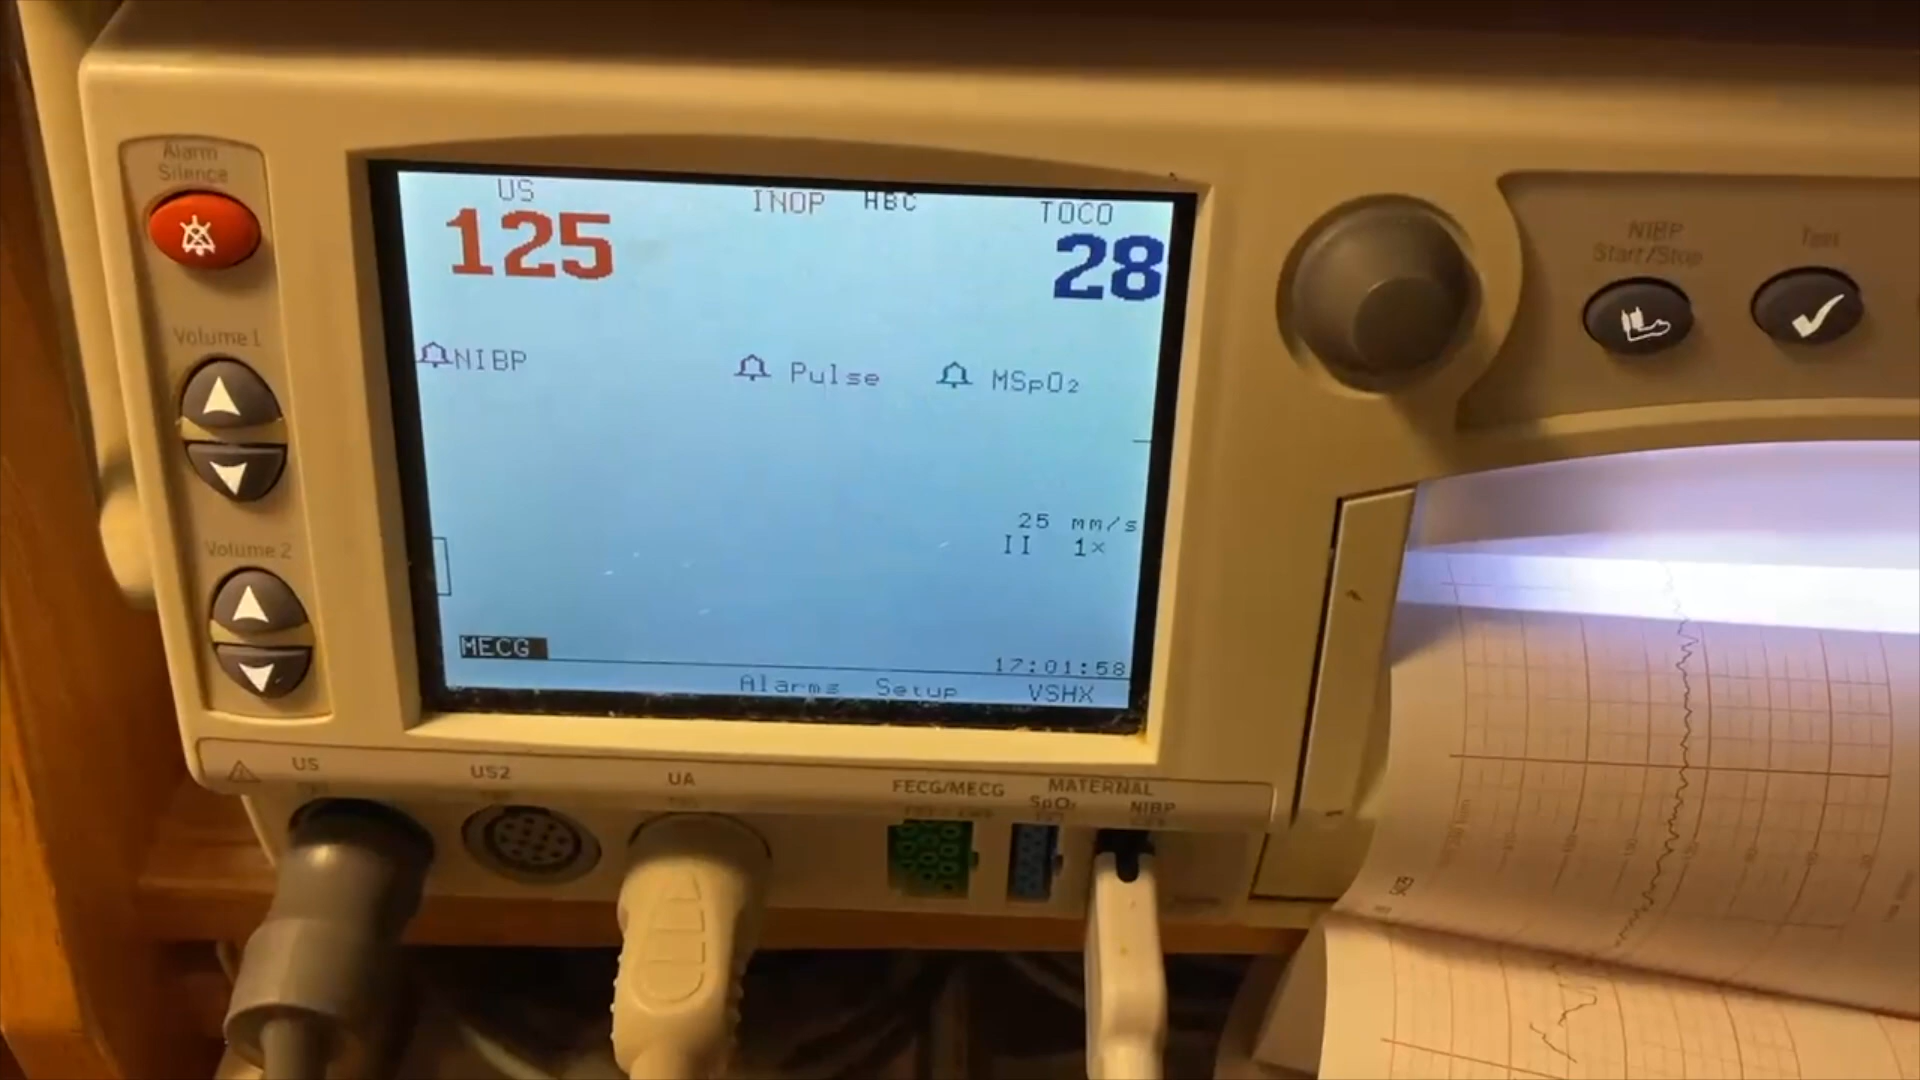 Alarm
Silence
US
125
INOP HBC
TOCO
28
NIBP
Start/Stop
Test
Volume 1
NIBP
Pulse
MSpO2
25 mm/s
II 1x
Volume 2
MECG
17:01:58
Alarms Setup VSHX
US
US2
UA
FECG/MECG
MATERNAL
SpO2
NIBP